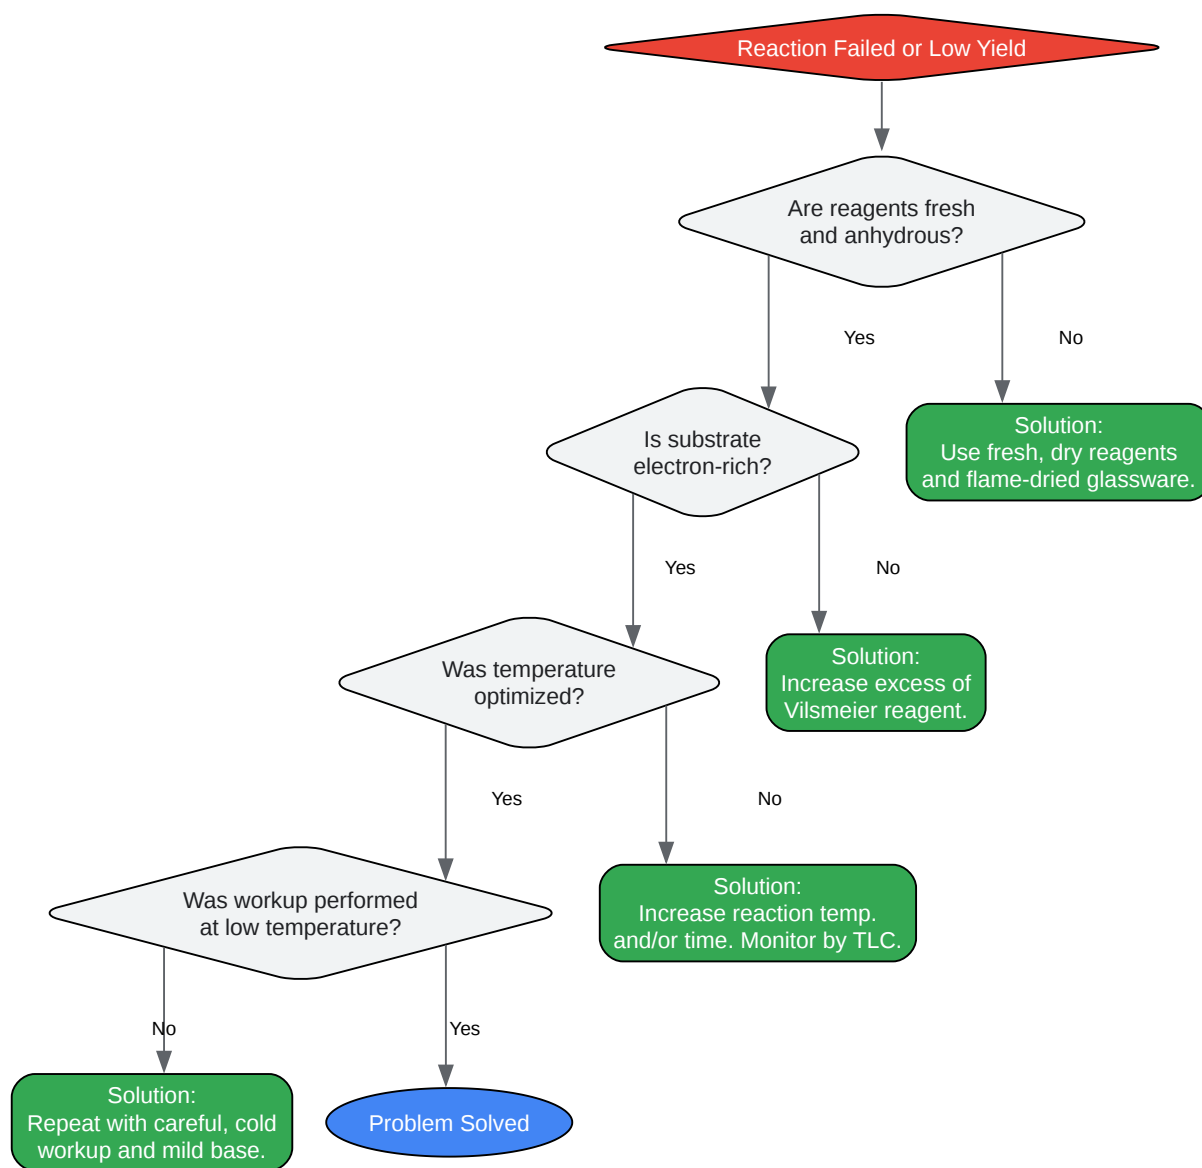 Reaction Failed or Low Yield
Are reagents fresh
and anhydrous?
Yes
No
Is substrate
electron-rich?
Solution:
Use fresh, dry reagents
and flame-dried glassware.
Yes
No
Was temperature
optimized?
Solution:
Increase excess of
Vilsmeier reagent.
Yes
No
Was workup performed
at low temperature?
Solution:
Increase reaction temp.
and/or time. Monitor by TLC.
No
Yes
Solution:
Repeat with careful, cold
workup and mild base.
Problem Solved